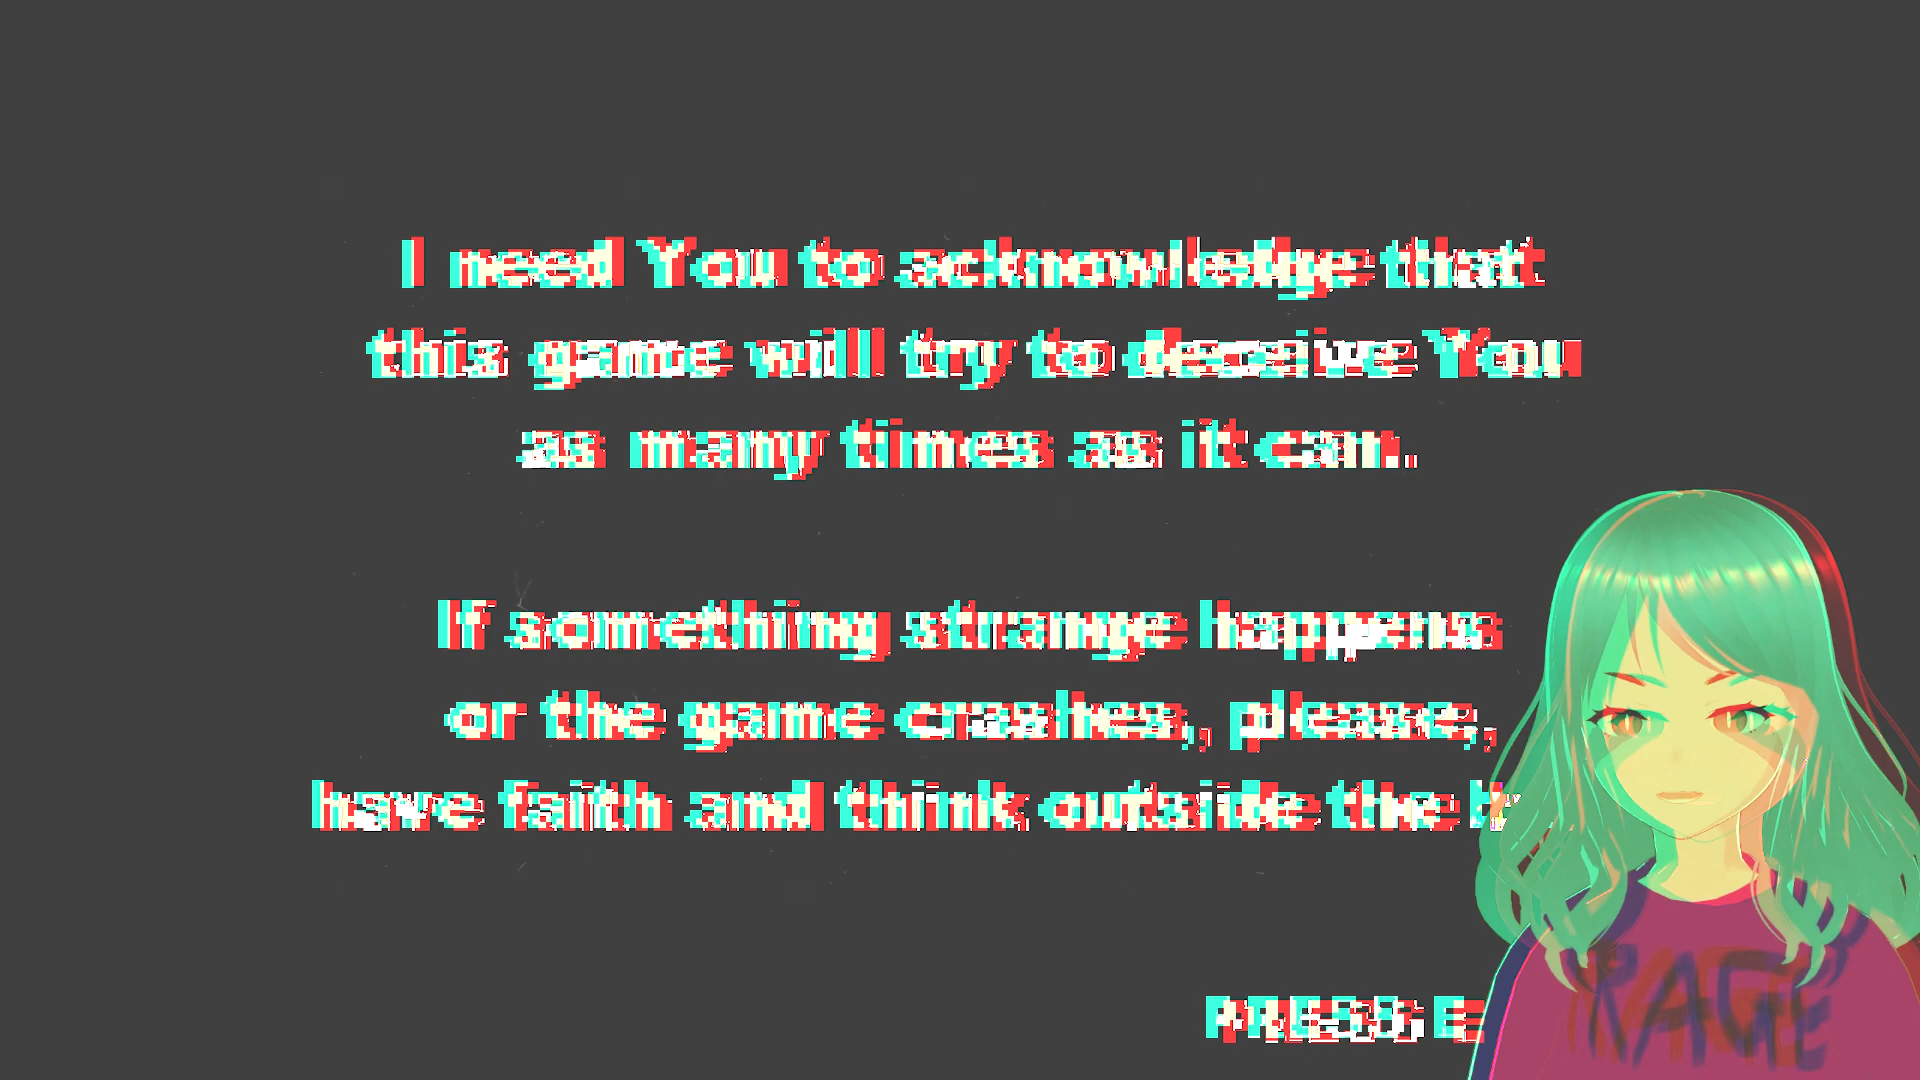 I need You to acknowledge that
this game will try to deceive You
as many times as it can.
If something strange happens
or the game crashes, please,
have faith and think outside the
PRESS E
RAGE